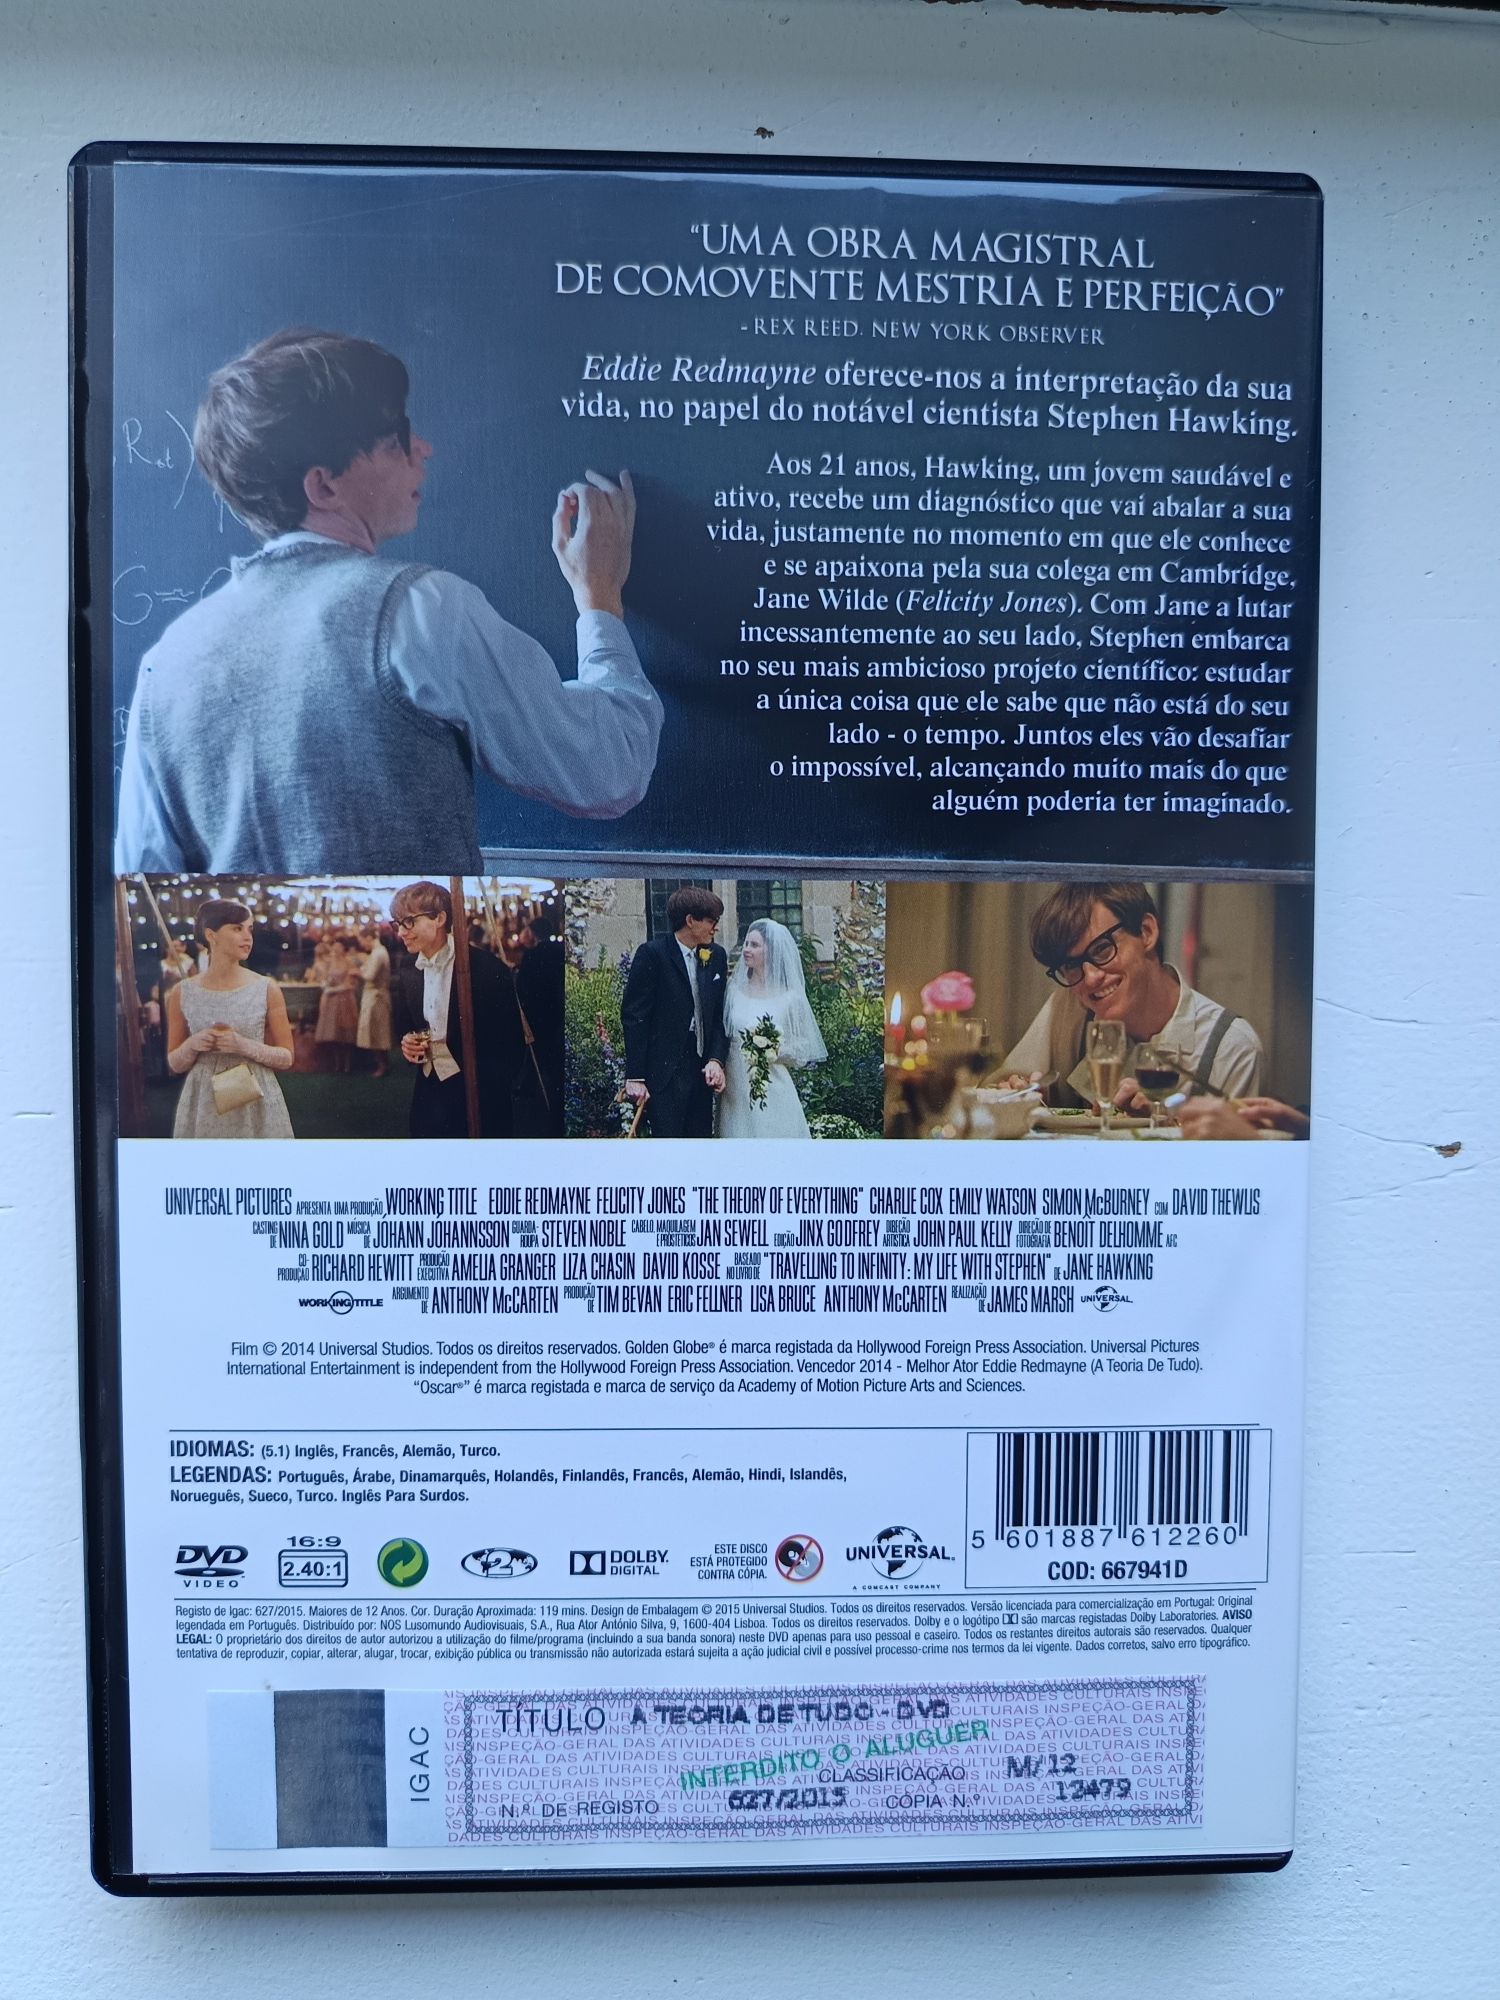 "UMA OBRA MAGISTRAL
DE COMOVENTE MESTRIA E PERFEIÇÃO"
- REX REED. NEW YORK OBSERVER
Eddie Redmayne oferece-nos a interpretação da sua
vida, no papel do notável cientista Stephen Hawking.
Aos 21 anos, Hawking, um jovem saudável e
ativo, recebe um diagnóstico que vai abalar a sua
vida, justamente no momento em que ele conhece
e se apaixona pela sua colega em Cambridge,
Jane Wilde (Felicity Jones). Com Jane a lutar
incessantemente ao seu lado, Stephen embarca
no seu mais ambicioso projeto científico: estudar
a única coisa que ele sabe que não está do seu
lado - o tempo. Juntos eles vão desafiar
o impossível, alcançando muito mais do que
alguém poderia ter imaginado.
UNIVERSAL PICTURES APRESENTA UMA PRODUÇÃO WORKING TITLE EDDIE REDMAYNE FELICITY JONES "THE THEORY OF EVERYTHING" CHARLIE COX EMILY WATSON SIMON McBURNEY COM DAVID THEWLIS
CASTING DE NINA GOLD MÚSICA DE JÓHANN JÓHANNSSON GUARDA-ROUPA STEVEN NOBLE CABELO, MAQUILAGEM E PROSTÉTICOS JAN SEWELL EDIÇÃO JINX GODFREY DIREÇÃO ARTÍSTICA JOHN PAUL KELLY DIREÇÃO DE FOTOGRAFIA BENOÎT DELHOMME AFC
CO-PRODUÇÃO RICHARD HEWITT PRODUÇÃO EXECUTIVA AMELIA GRANGER LIZA CHASIN DAVID KOSSE BASEADO NO LIVRO DE "TRAVELLING TO INFINITY: MY LIFE WITH STEPHEN" DE JANE HAWKING
WORKING TITLE ARGUMENTO DE ANTHONY McCARTEN PRODUÇÃO DE TIM BEVAN ERIC FELLNER LISA BRUCE ANTHONY McCARTEN REALIZAÇÃO DE JAMES MARSH UNIVERSAL
Film © 2014 Universal Studios. Todos os direitos reservados. Golden Globe® é marca registada da Hollywood Foreign Press Association. Universal Pictures
International Entertainment is independent from the Hollywood Foreign Press Association. Vencedor 2014 - Melhor Ator Eddie Redmayne (A Teoria De Tudo).
"Oscar®" é marca registada e marca de serviço da Academy of Motion Picture Arts and Sciences.
IDIOMAS: (5.1) Inglês, Francês, Alemão, Turco.
LEGENDAS: Português, Árabe, Dinamarquês, Holandês, Finlandês, Francês, Alemão, Hindi, Islandês,
Norueguês, Sueco, Turco. Inglês Para Surdos.
5 601887 612260
COD: 667941D
DVD VIDEO
16:9
2.40:1
2
DOLBY DIGITAL
ESTE DISCO
ESTÁ PROTEGIDO
CONTRA CÓPIA.
UNIVERSAL
A COMCAST COMPANY
Registo de Igac: 627/2015. Maiores de 12 Anos. Cor. Duração Aproximada: 119 mins. Design de Embalagem © 2015 Universal Studios. Todos os direitos reservados. Versão licenciada para comercialização em Portugal: Original
legendada em Português. Distribuído por: NOS Lusomundo Audiovisuais, S.A., Rua Ator António Silva, 9, 1600-404 Lisboa. Todos os direitos reservados. Dolby e o logótipo são marcas registadas Dolby Laboratories. AVISO
LEGAL: O proprietário dos direitos de autor autorizou a utilização do filme/programa (incluindo a sua banda sonora) neste DVD apenas para uso pessoal e caseiro. Todos os restantes direitos autorais são reservados. Qualquer
tentativa de reproduzir, copiar, alterar, alugar, trocar, exibição pública ou transmissão não autorizada estará sujeita a ação judicial civil e possível processo-crime nos termos da lei vigente. Dados corretos, salvo erro tipográfico.
IGAC
TÍTULO A TEORIA DE TUDO - DVD
INTERDITO O ALUGUER
CLASSIFICAÇÃO M/12
N.º DE REGISTO 627/2015 CÓPIA N.º 13479